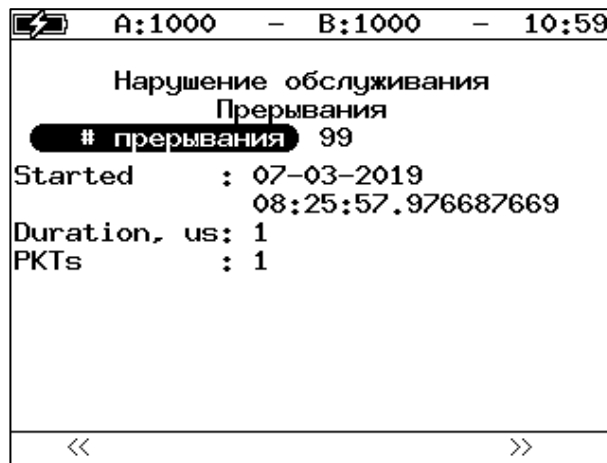 A:1000 – B:1000 – 10:59
Нарушение обслуживания
Прерывания
# прерывания 99
Started : 07-03-2019
08:25:57.976687669
Duration, us: 1
PKTs : 1
<< >>